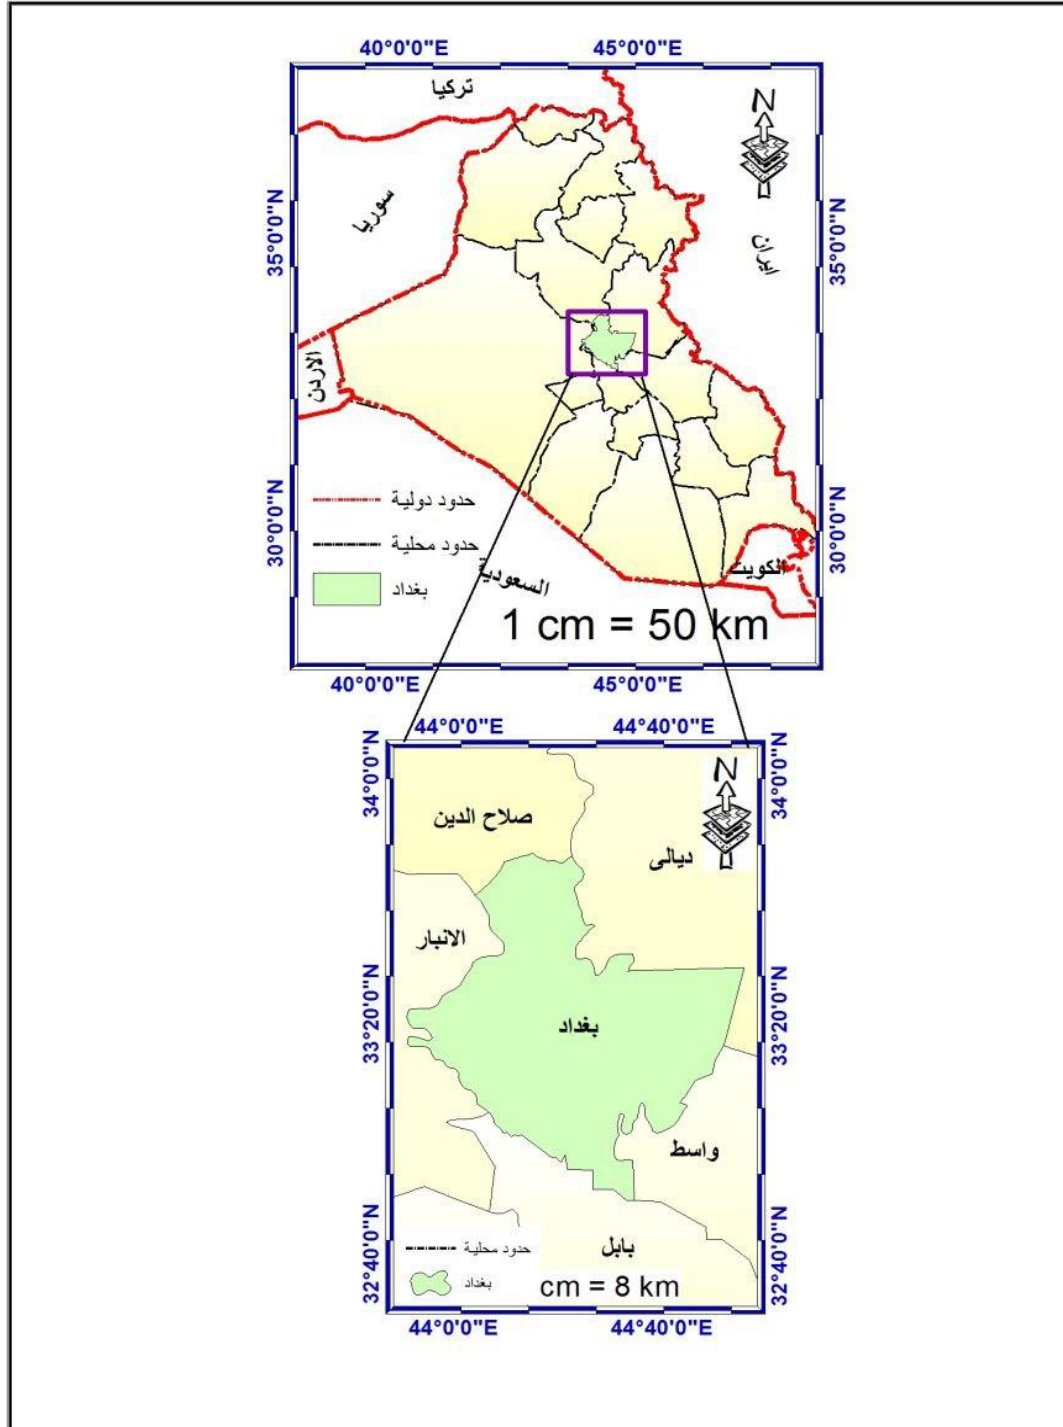 40°0'0"E 45°0'0"E
تركيا
N
سوريا
ايران
35°0'0"N 35°0'0"N
الاردن
حدود دولية
حدود محلية
30°0'0"N 30°0'0"N
الكويت
السعودية
بغداد
1 cm = 50 km
40°0'0"E 45°0'0"E
44°0'0"E 44°40'0"E
N
34°0'0"N 34°0'0"N
صلاح الدين
ديالى
الانبار
بغداد
33°20'0"N 33°20'0"N
واسط
بابل
32°40'0"N 32°40'0"N
حدود محلية
بغداد
cm = 8 km
44°0'0"E 44°40'0"E